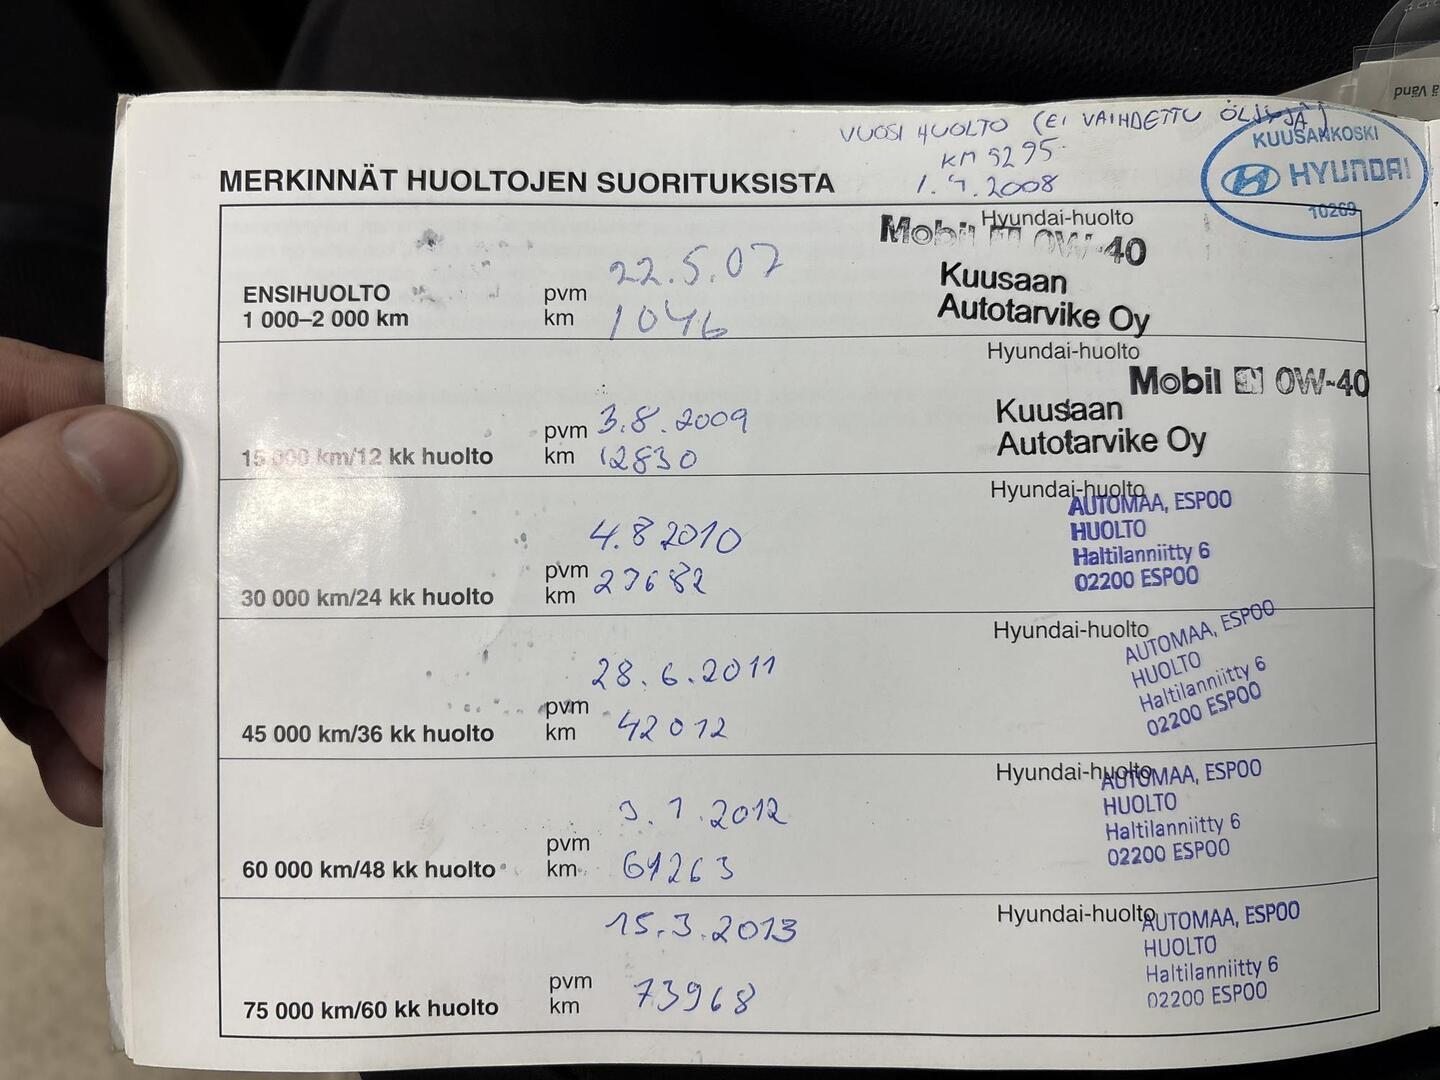 ä Vänd
VUOSI HUOLTO (EI VAIHDETTU ÖLJYJÄ)
KM 9295
1.4.2008
KUUSANKOSKI
HYUNDAI
10269
MERKINNÄT HUOLTOJEN SUORITUKSISTA
Hyundai-huolto
Mobil 0W-40
22.5.07
Kuusaan
ENSIHUOLTO pvm
Autotarvike Oy
1 000–2 000 km km 1046
Hyundai-huolto
Mobil 0W-40
Kuusaan
pvm 3.8.2009
Autotarvike Oy
15 000 km/12 kk huolto km 12830
Hyundai-huolto
AUTOMAA, ESPOO
HUOLTO
4.8 2010
Haltilanniitty 6
pvm
02200 ESPOO
30 000 km/24 kk huolto km 27682
Hyundai-huolto
AUTOMAA, ESPOO
HUOLTO
28.6.2011
Haltilanniitty 6
pvm
02200 ESPOO
45 000 km/36 kk huolto km 42012
Hyundai-huolto
AUTOMAA, ESPOO
HUOLTO
3.1.2012
Haltilanniitty 6
pvm
02200 ESPOO
60 000 km/48 kk huolto km 61263
Hyundai-huolto
AUTOMAA, ESPOO
15.3.2013
HUOLTO
Haltilanniitty 6
pvm
02200 ESPOO
75 000 km/60 kk huolto km 73968